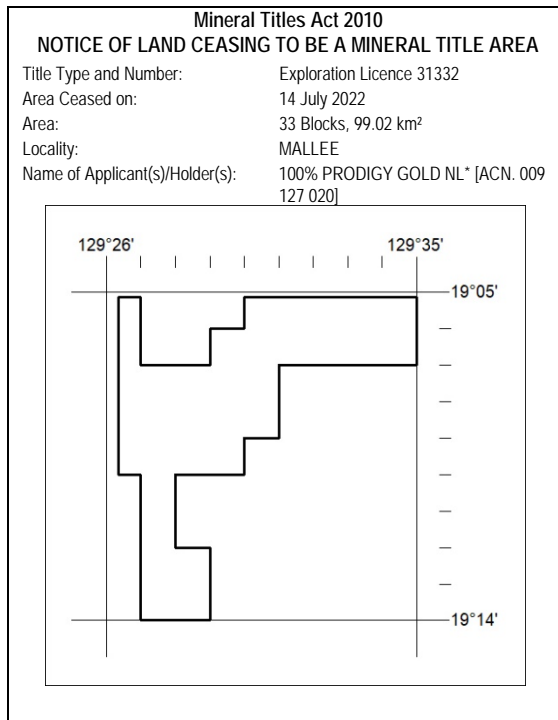 Mineral Titles Act 2010
NOTICE OF LAND CEASING TO BE A MINERAL TITLE AREA
Title Type and Number: Exploration Licence 31332
Area Ceased on: 14 July 2022
Area: 33 Blocks, 99.02 km²
Locality: MALLEE
Name of Applicant(s)/Holder(s): 100% PRODIGY GOLD NL* [ACN. 009
127 020]
129°26' 129°35'
19°05'
19°14'